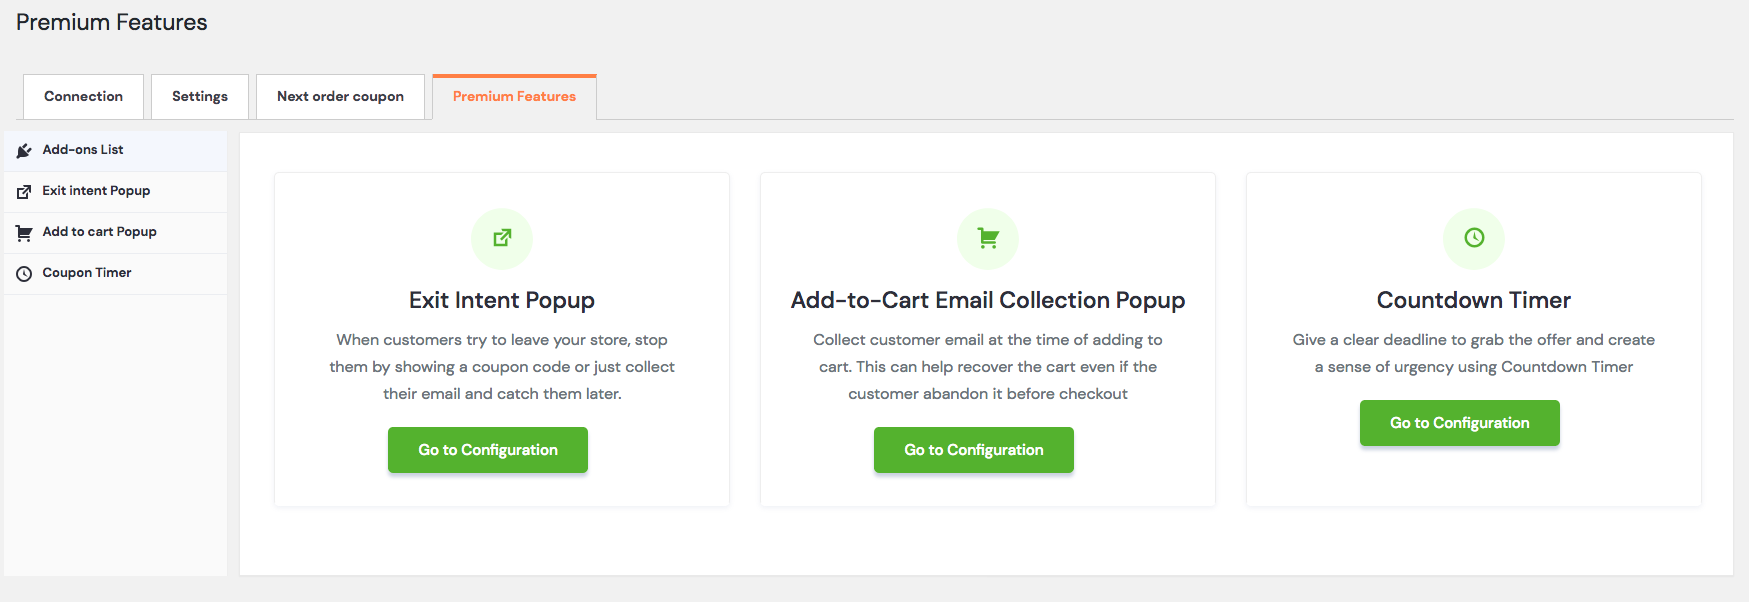 Premium Features
Connection
Settings
Next order coupon
Premium Features
Add-ons List
Exit intent Popup
Add to cart Popup
Coupon Timer
Exit Intent Popup
When customers try to leave your store, stop
them by showing a coupon code or just collect
their email and catch them later.
Go to Configuration
Add-to-Cart Email Collection Popup
Collect customer email at the time of adding to
cart. This can help recover the cart even if the
customer abandon it before checkout
Go to Configuration
Countdown Timer
Give a clear deadline to grab the offer and create
a sense of urgency using Countdown Timer
Go to Configuration